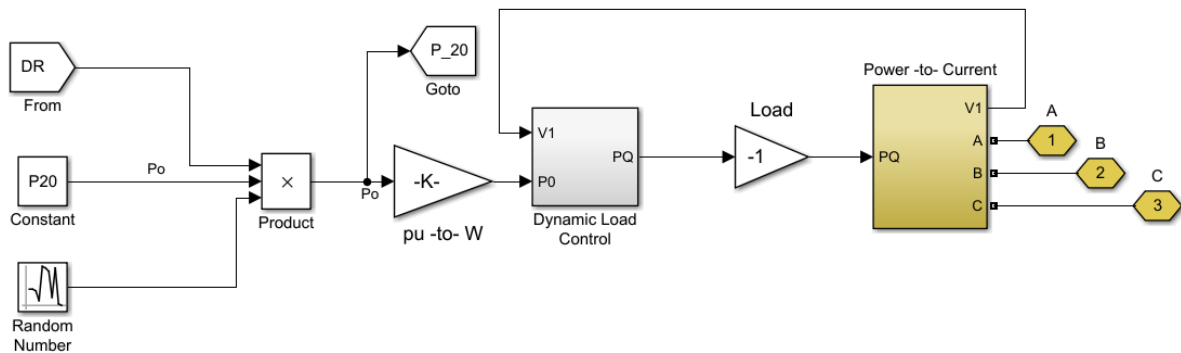 DR
From
P20
Po
Constant
Random
Number
×
Product
Po
P_20
Goto
-K-
pu -to- W
V1
P0
PQ
Dynamic Load
Control
Load
-1
Power -to- Current
PQ
V1
A
B
C
A
1
B
2
C
3